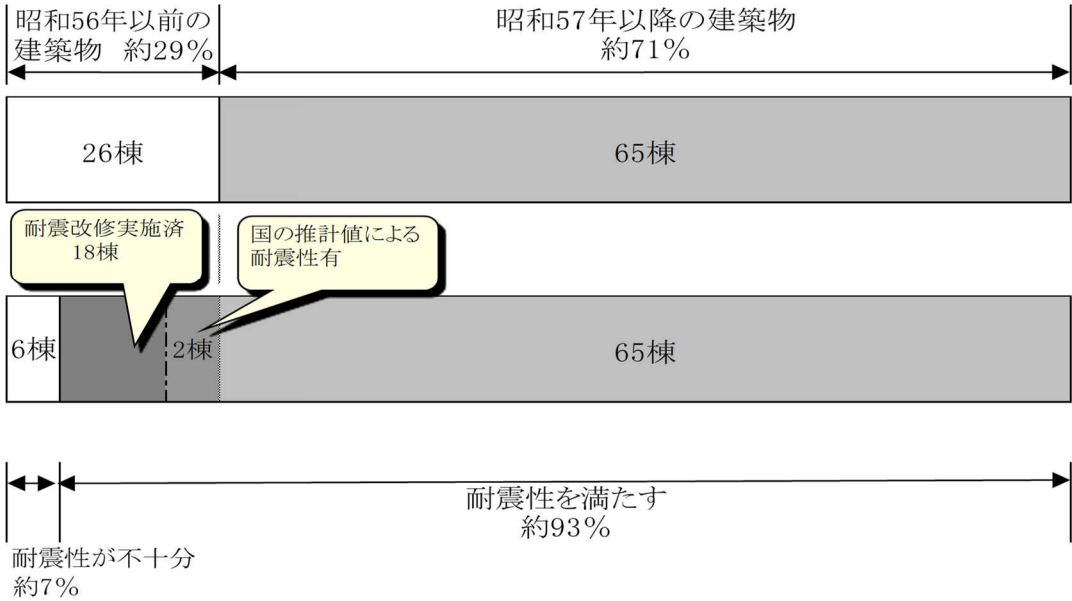 昭和56年以前の
建築物　約29%
昭和57年以降の建築物
約71%
26棟
65棟
耐震改修実施済
18棟
国の推計値による
耐震性有
6棟
2棟
65棟
耐震性を満たす
約93%
耐震性が不十分
約7%